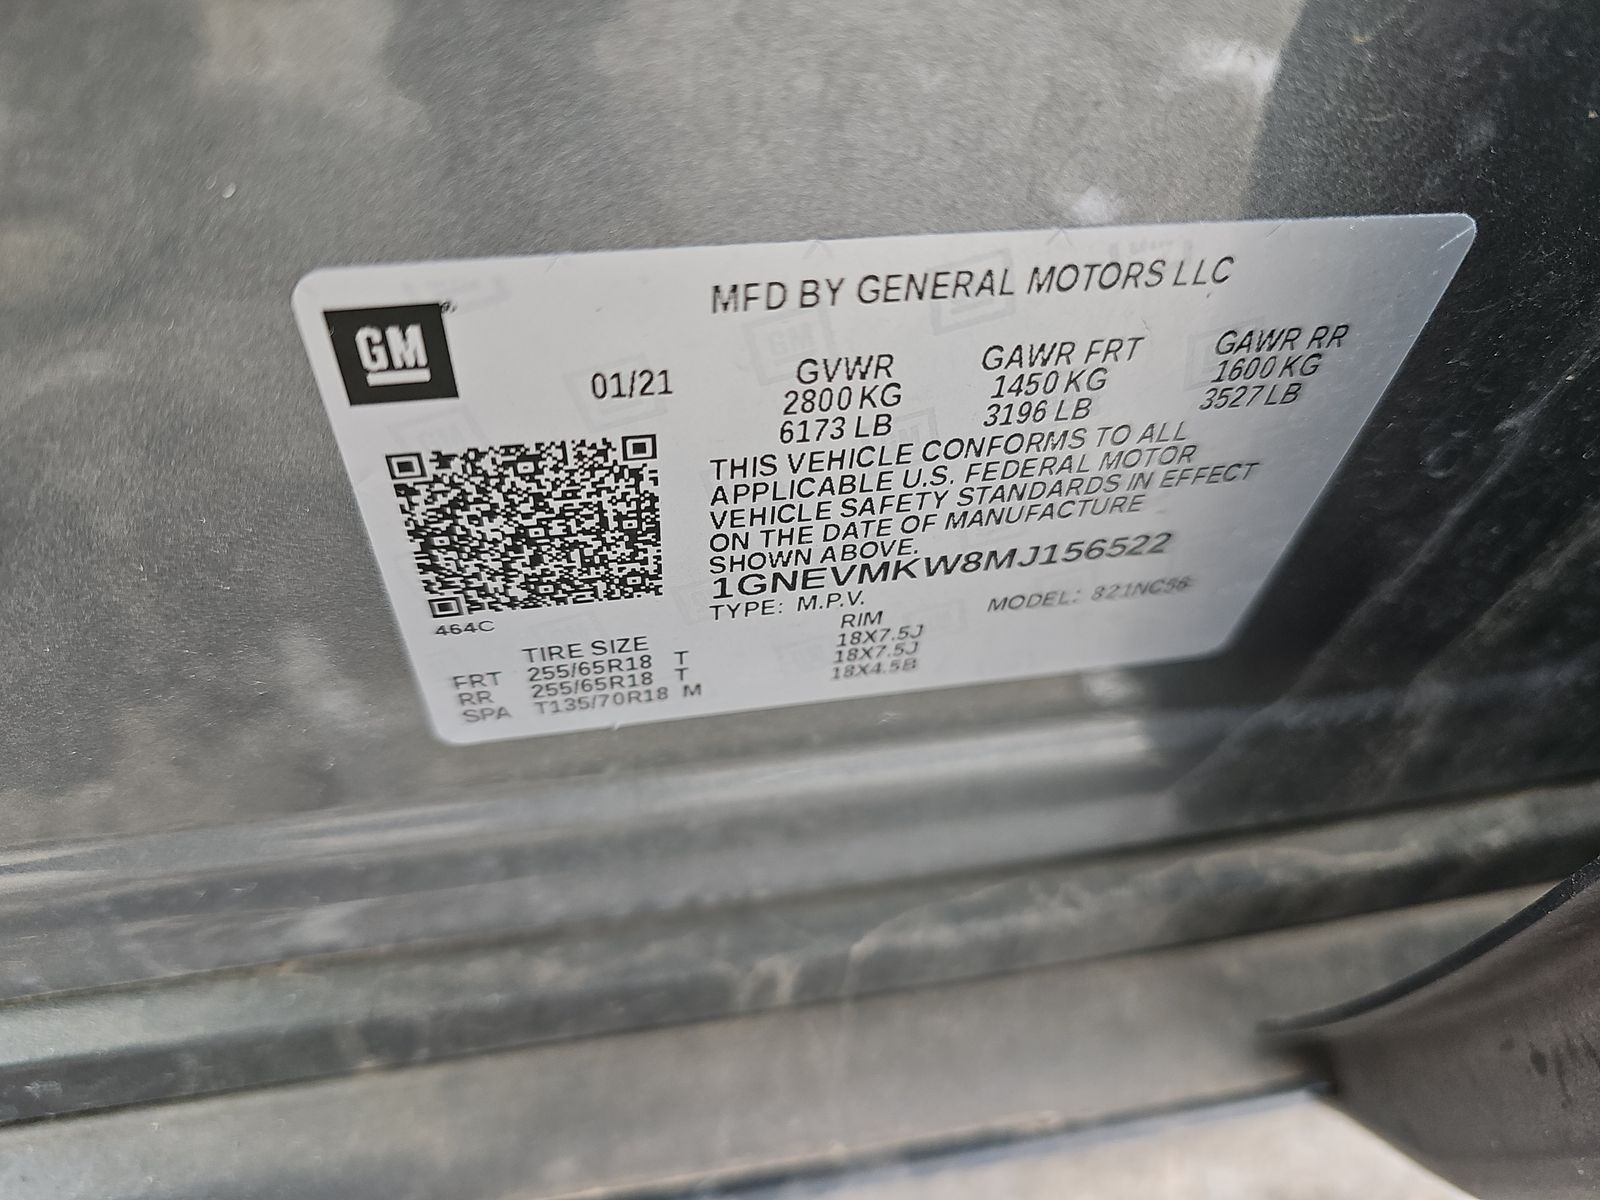 GM
MFD BY GENERAL MOTORS LLC
01/21
GVWR GAWR FRT GAWR RR
2800 KG 1450 KG 1600 KG
6173 LB 3196 LB 3527 LB
THIS VEHICLE CONFORMS TO ALL
APPLICABLE U.S. FEDERAL MOTOR
VEHICLE SAFETY STANDARDS IN EFFECT
ON THE DATE OF MANUFACTURE
SHOWN ABOVE.
1GNEVMKW8MJ156522
TYPE: M.P.V. MODEL: 821NC56
464C
TIRE SIZE RIM
FRT 255/65R18 T 18X7.5J
RR 255/65R18 T 18X7.5J
SPA T135/70R18 M 18X4.5B